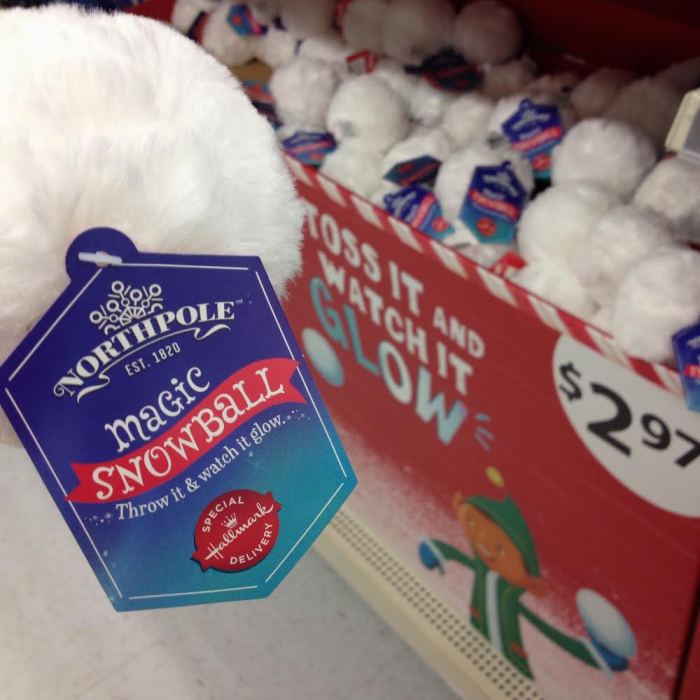 NORTHPOLE™
EST. 1820
magic
SNOWBALL
Throw it & watch it glow.
SPECIAL
Hallmark
DELIVERY
TOSS IT AND
WATCH IT
GLOW
$2.97